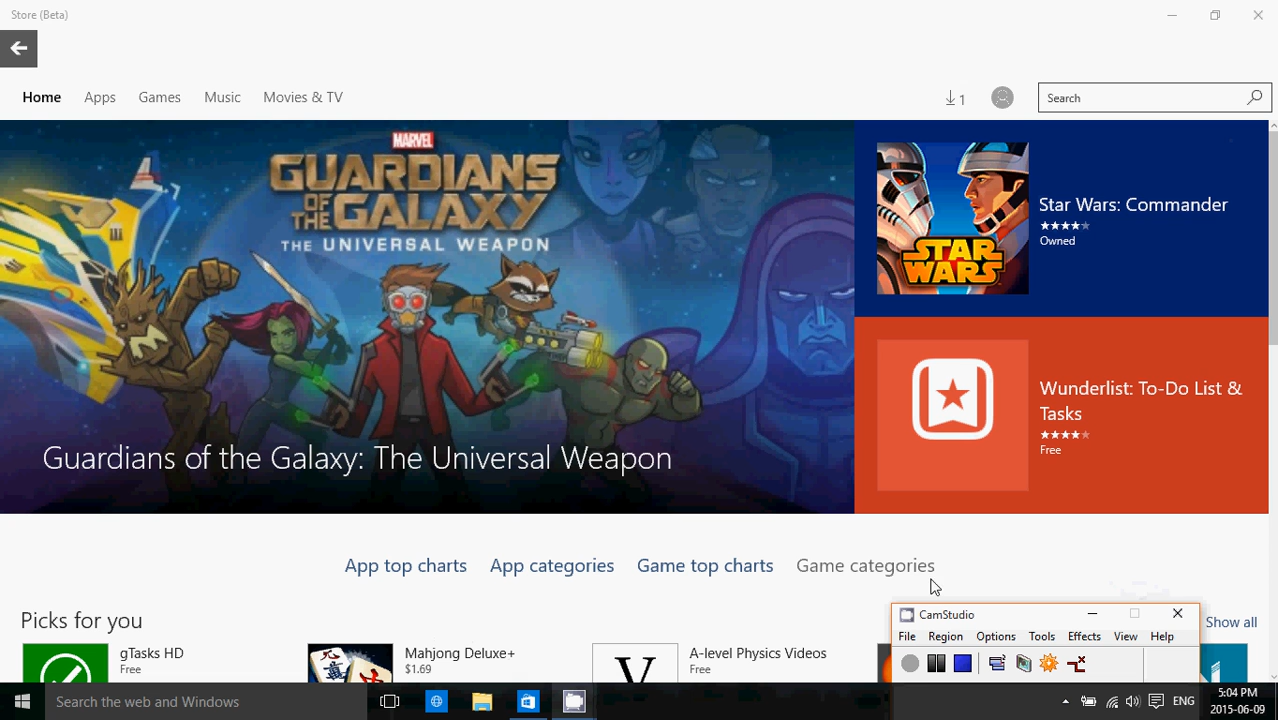 Store (Beta)
Home Apps Games Music Movies & TV 1 Search
MARVEL
GUARDIANS
OF THE GALAXY
THE UNIVERSAL WEAPON
Guardians of the Galaxy: The Universal Weapon
Star Wars: Commander
Owned
STAR WARS
Wunderlist: To-Do List &
Tasks
Free
App top charts App categories Game top charts Game categories
Picks for you
Show all
gTasks HD
Free
Mahjong Deluxe+
$1.69
V
A-level Physics Videos
Free
CamStudio
File Region Options Tools Effects View Help
Search the web and Windows
ENG
5:04 PM
2015-06-09